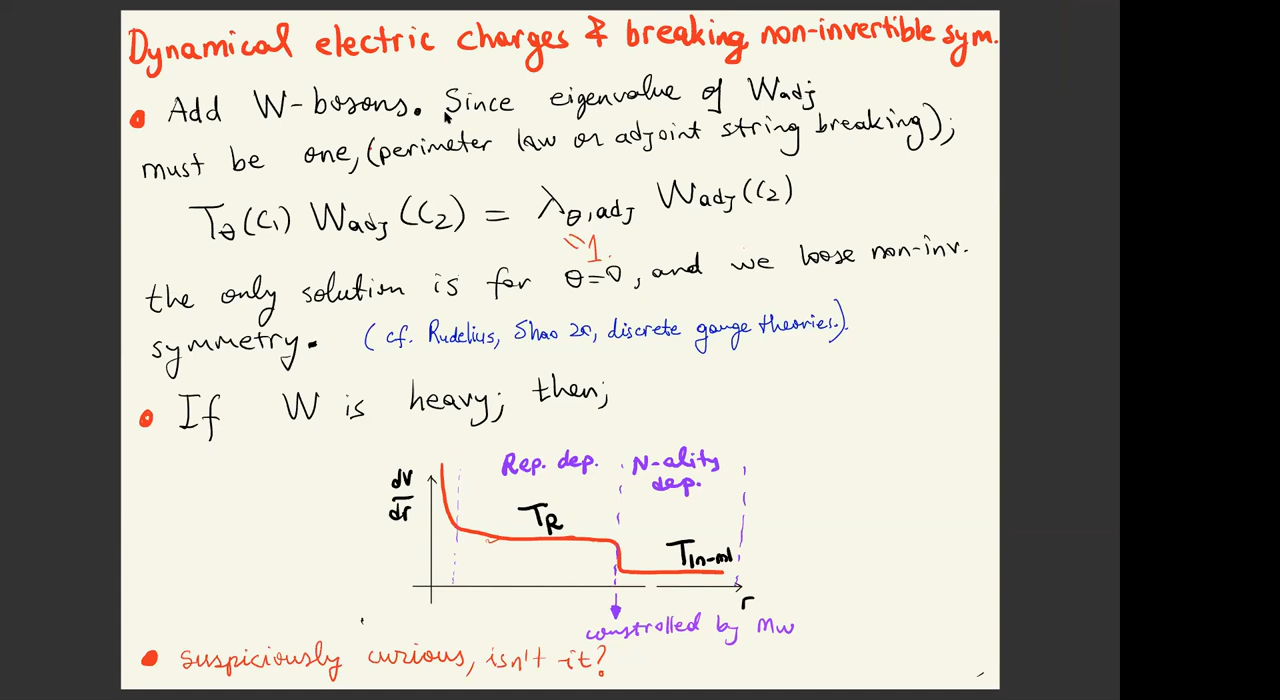 Dynamical electric charges & breaking non-invertible sym.
• Add W-bosons. Since eigenvalue of Wadj
must be one, (perimeter law or adjoint string breaking);
Tθ(C1) Wadj(C2) = λθ,adj Wadj(C2)
1.
the only solution is for θ=0, and we loose non-inv.
symmetry. (cf. Rudelius, Shao 20, discrete gauge theories.).
• If W is heavy; then;
Rep. dep. N-ality
dep.
dV
dr
TR
T|n-m|
r
controlled by Mw
• suspiciously curious, isn't it?